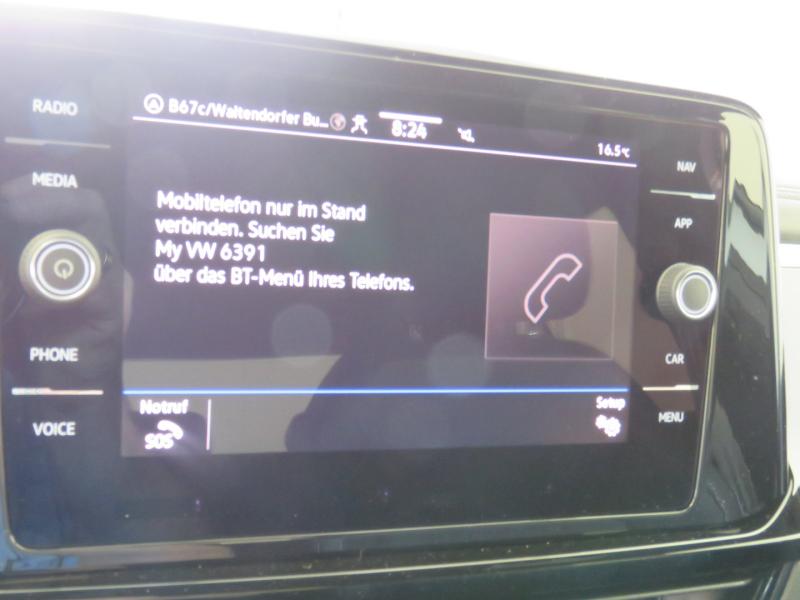 RADIO
MEDIA
PHONE
VOICE
B67c/Waltendorfer Bu...
8:24
16.5°C
Mobiltelefon nur im Stand
verbinden. Suchen Sie
My VW 6391
über das BT-Menü Ihres Telefons.
Notruf
SOS
Setup
NAV
APP
CAR
MENU